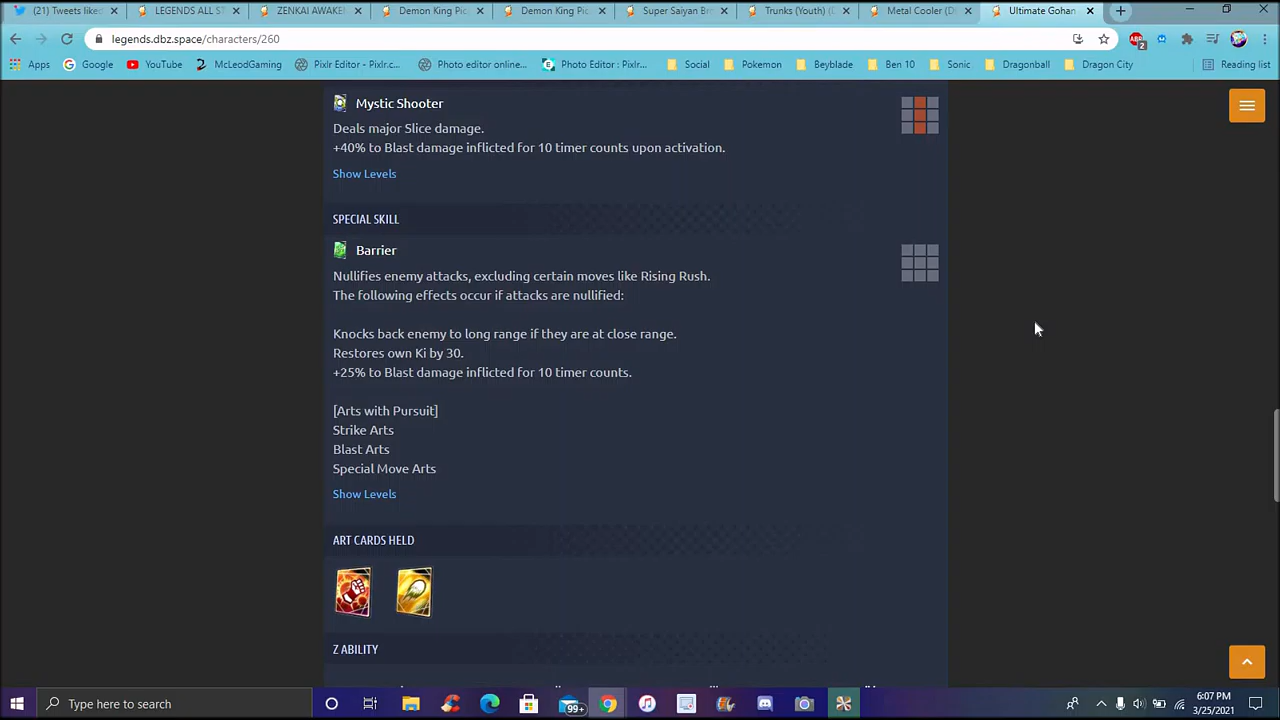 (21) Tweets liked
LEGENDS ALL ST
ZENKAI AWAKEN
Demon King Pic
Demon King Pic
Super Saiyan Bro
Trunks (Youth) (
Metal Cooler (D
Ultimate Gohan
legends.dbz.space/characters/260
2
Apps
Google
YouTube
McLeodGaming
Pixlr Editor - Pixlr.c...
Photo editor online...
Photo Editor : Pixlr...
Social
Pokemon
Beyblade
Ben 10
Sonic
Dragonball
Dragon City
Reading list
Mystic Shooter
Deals major Slice damage.
+40% to Blast damage inflicted for 10 timer counts upon activation.
Show Levels
SPECIAL SKILL
Barrier
Nullifies enemy attacks, excluding certain moves like Rising Rush.
The following effects occur if attacks are nullified:
Knocks back enemy to long range if they are at close range.
Restores own Ki by 30.
+25% to Blast damage inflicted for 10 timer counts.
[Arts with Pursuit]
Strike Arts
Blast Arts
Special Move Arts
Show Levels
ART CARDS HELD
Z ABILITY
Type here to search
99+
6:07 PM
3/25/2021